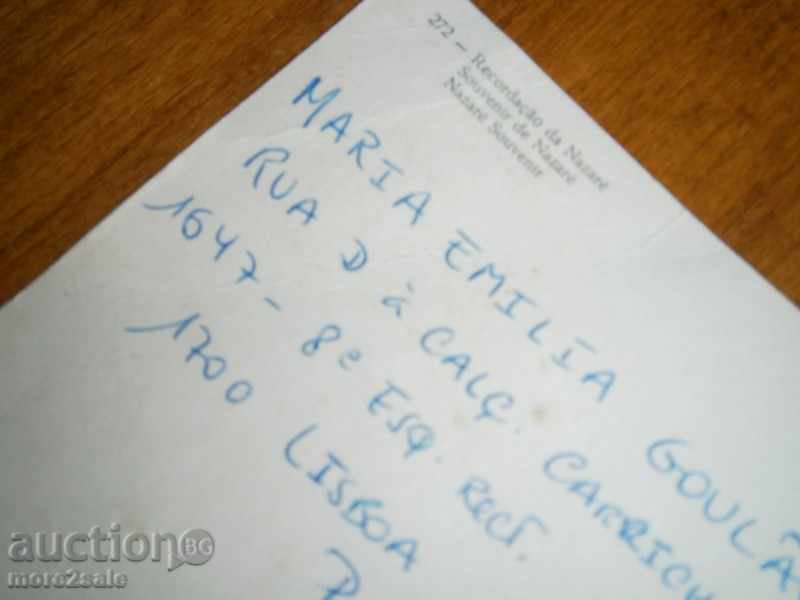 272 – Recordação da Nazaré
Souvenir de Nazaré
Nazaré Souvenir
MARIA EMILIA GOULÃ
RUA D à CALÇ. CARRICH
1647 - 8º ESQ. RECT.
1700 LISBOA
P
auction BG
more2sale